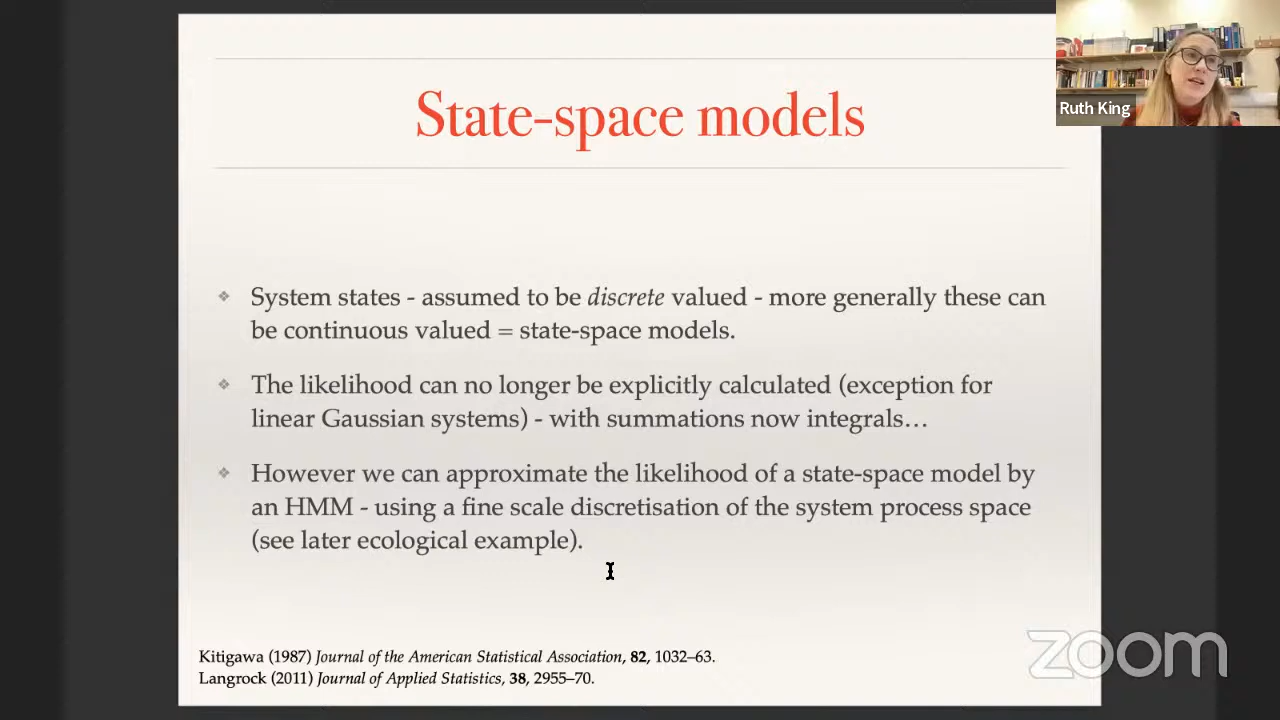 State-space models
Ruth King
❖ System states - assumed to be discrete valued - more generally these can
be continuous valued = state-space models.
❖ The likelihood can no longer be explicitly calculated (exception for
linear Gaussian systems) - with summations now integrals…
❖ However we can approximate the likelihood of a state-space model by
an HMM - using a fine scale discretisation of the system process space
(see later ecological example).
Kitigawa (1987) Journal of the American Statistical Association, 82, 1032–63.
Langrock (2011) Journal of Applied Statistics, 38, 2955–70.
zoom